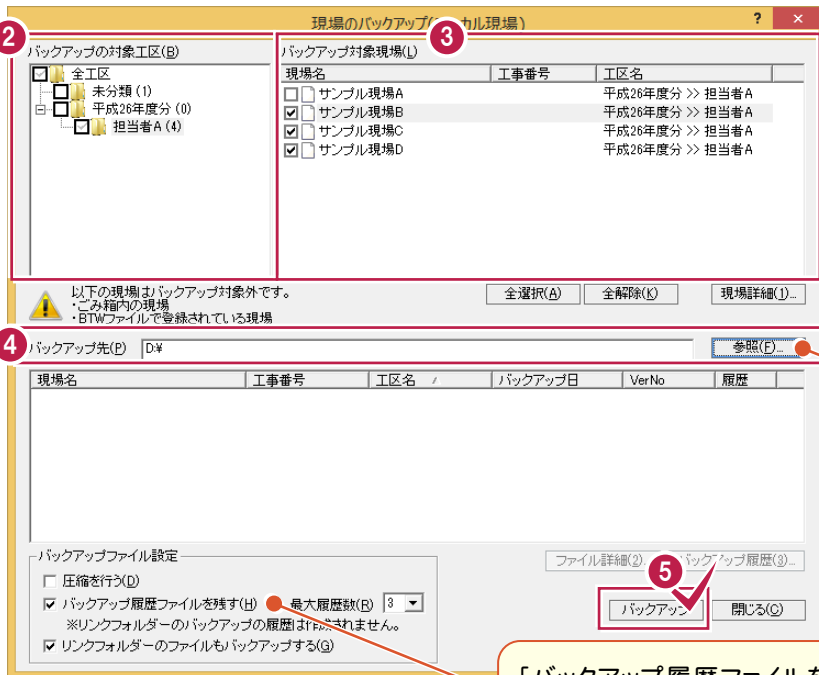 現場のバックアップ(ローカル現場)
? ×
2
バックアップの対象工区(B)
全工区
未分類 (1)
平成26年度分 (0)
担当者A (4)
3
バックアップ対象現場(L)
現場名 工事番号 工区名
サンプル現場A 平成26年度分 >> 担当者A
サンプル現場B 平成26年度分 >> 担当者A
サンプル現場C 平成26年度分 >> 担当者A
サンプル現場D 平成26年度分 >> 担当者A
以下の現場はバックアップ対象外です。
・ごみ箱内の現場
・BTWファイルで登録されている現場
全選択(A) 全解除(K) 現場詳細(1)...
4
バックアップ先(P) D:¥ 参照(F)...
現場名 工事番号 工区名 バックアップ日 VerNo 履歴
バックアップファイル設定
圧縮を行う(D)
バックアップ履歴ファイルを残す(H) 最大履歴数(R) 3
※リンクフォルダーのバックアップの履歴は作成されません。
リンクフォルダーのファイルもバックアップする(G)
ファイル詳細(2)... バックアップ履歴(3)...
5
バックアップ 閉じる(C)
「バックアップ履歴ファイルを